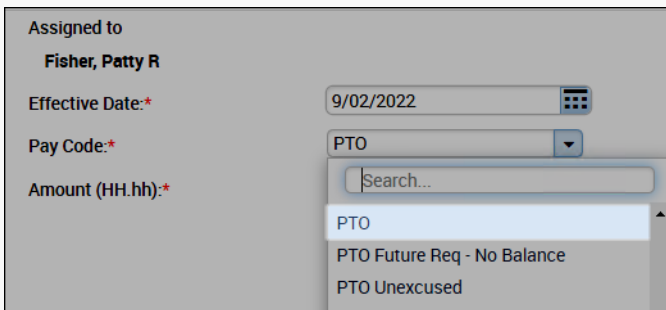 Assigned to
Fisher, Patty R
Effective Date:* 9/02/2022
Pay Code:* PTO
Amount (HH.hh):* Search...
PTO
PTO Future Req - No Balance
PTO Unexcused